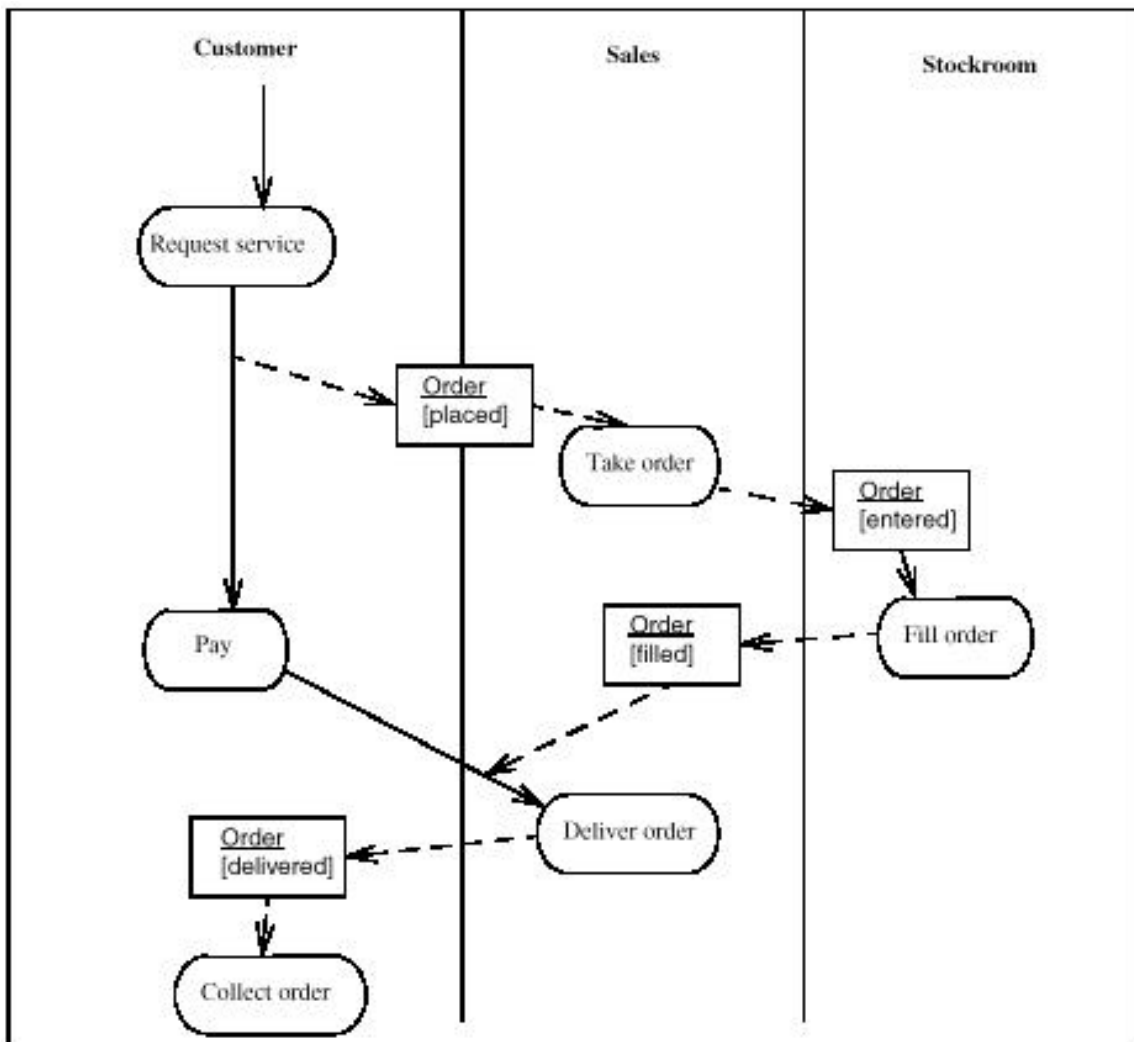 Customer
Sales
Stockroom
Request service
Order
[placed]
Take order
Order
[entered]
Order
[filled]
Fill order
Pay
Deliver order
Order
[delivered]
Collect order